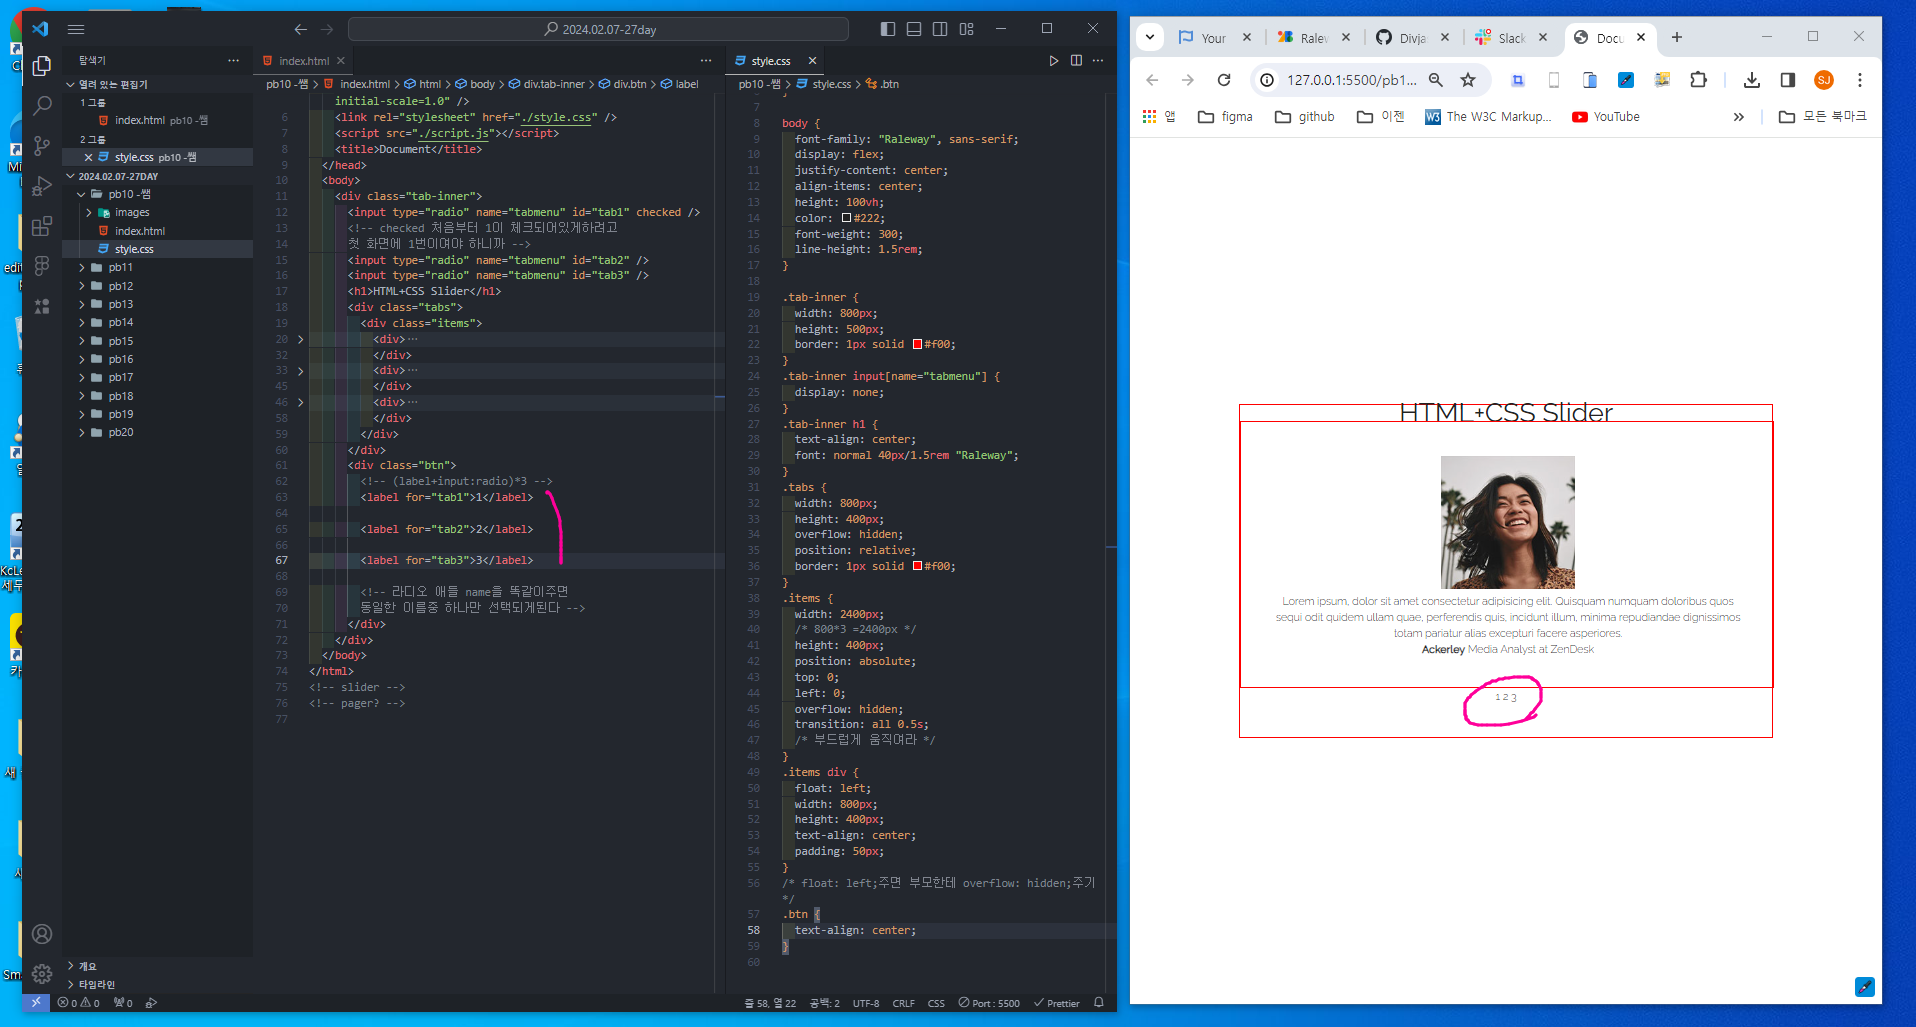 2024.02.07-27day
탐색기
열려 있는 편집기
1 그룹
index.html pb10 -쌤
2 그룹
style.css pb10 -쌤
2024.02.07-27DAY
pb10 -쌤
images
index.html
style.css
pb11
pb12
pb13
pb14
pb15
pb16
pb17
pb18
pb19
pb20
개요
타임라인
index.html
pb10 -쌤 > index.html > html > body > div.tab-inner > div.btn > label
initial-scale=1.0" />
6 <link rel="stylesheet" href="./style.css" />
7 <script src="./script.js"></script>
8 <title>Document</title>
9 </head>
10 <body>
11 <div class="tab-inner">
12 <input type="radio" name="tabmenu" id="tab1" checked />
13 <!-- checked 처음부터 1이 체크되어있게하려고
14 첫 화면에 1번이여야 하니까 -->
15 <input type="radio" name="tabmenu" id="tab2" />
16 <input type="radio" name="tabmenu" id="tab3" />
17 <h1>HTML+CSS Slider</h1>
18 <div class="tabs">
19 <div class="items">
20 <div>…
32 </div>
33 <div>…
45 </div>
46 <div>…
58 </div>
59 </div>
60 </div>
61 <div class="btn">
62 <!-- (label+input:radio)*3 -->
63 <label for="tab1">1</label>
64
65 <label for="tab2">2</label>
66
67 <label for="tab3">3</label>
68
69 <!-- 라디오 애들 name을 똑같이주면
70 동일한 이름중 하나만 선택되게된다 -->
71 </div>
72 </div>
73 </body>
74 </html>
75 <!-- slider -->
76 <!-- pager? -->
77
style.css
pb10 -쌤 > style.css > .btn
7 }
8 body {
9 font-family: "Raleway", sans-serif;
10 display: flex;
11 justify-content: center;
12 align-items: center;
13 height: 100vh;
14 color: #222;
15 font-weight: 300;
16 line-height: 1.5rem;
17 }
18
19 .tab-inner {
20 width: 800px;
21 height: 500px;
22 border: 1px solid #f00;
23 }
24 .tab-inner input[name="tabmenu"] {
25 display: none;
26 }
27 .tab-inner h1 {
28 text-align: center;
29 font: normal 40px/1.5rem "Raleway";
30 }
31 .tabs {
32 width: 800px;
33 height: 400px;
34 overflow: hidden;
35 position: relative;
36 border: 1px solid #f00;
37 }
38 .items {
39 width: 2400px;
40 /* 800*3 =2400px */
41 height: 400px;
42 position: absolute;
43 top: 0;
44 left: 0;
45 overflow: hidden;
46 transition: all 0.5s;
47 /* 부드럽게 움직여라 */
48 }
49 .items div {
50 float: left;
51 width: 800px;
52 height: 400px;
53 text-align: center;
54 padding: 50px;
55 }
56 /* float: left;주면 부모한테 overflow: hidden;주기
*/
57 .btn {
58 text-align: center;
59 }
60
0 0 0
줄 58, 열 22 공백: 2 UTF-8 CRLF CSS Port : 5500 Prettier
Your
Ralew
Divja
Slack
Docu
127.0.0.1:5500/pb1...
SJ
앱 figma github 이젠 The W3C Markup... YouTube » 모든 북마크
HTML+CSS Slider
Lorem ipsum, dolor sit amet consectetur adipisicing elit. Quisquam numquam doloribus quos
sequi odit quidem ullam quae, perferendis quis, incidunt illum, minima repudiandae dignissimos
totam pariatur alias excepturi facere asperiores.
Ackerley Media Analyst at ZenDesk
1 2 3